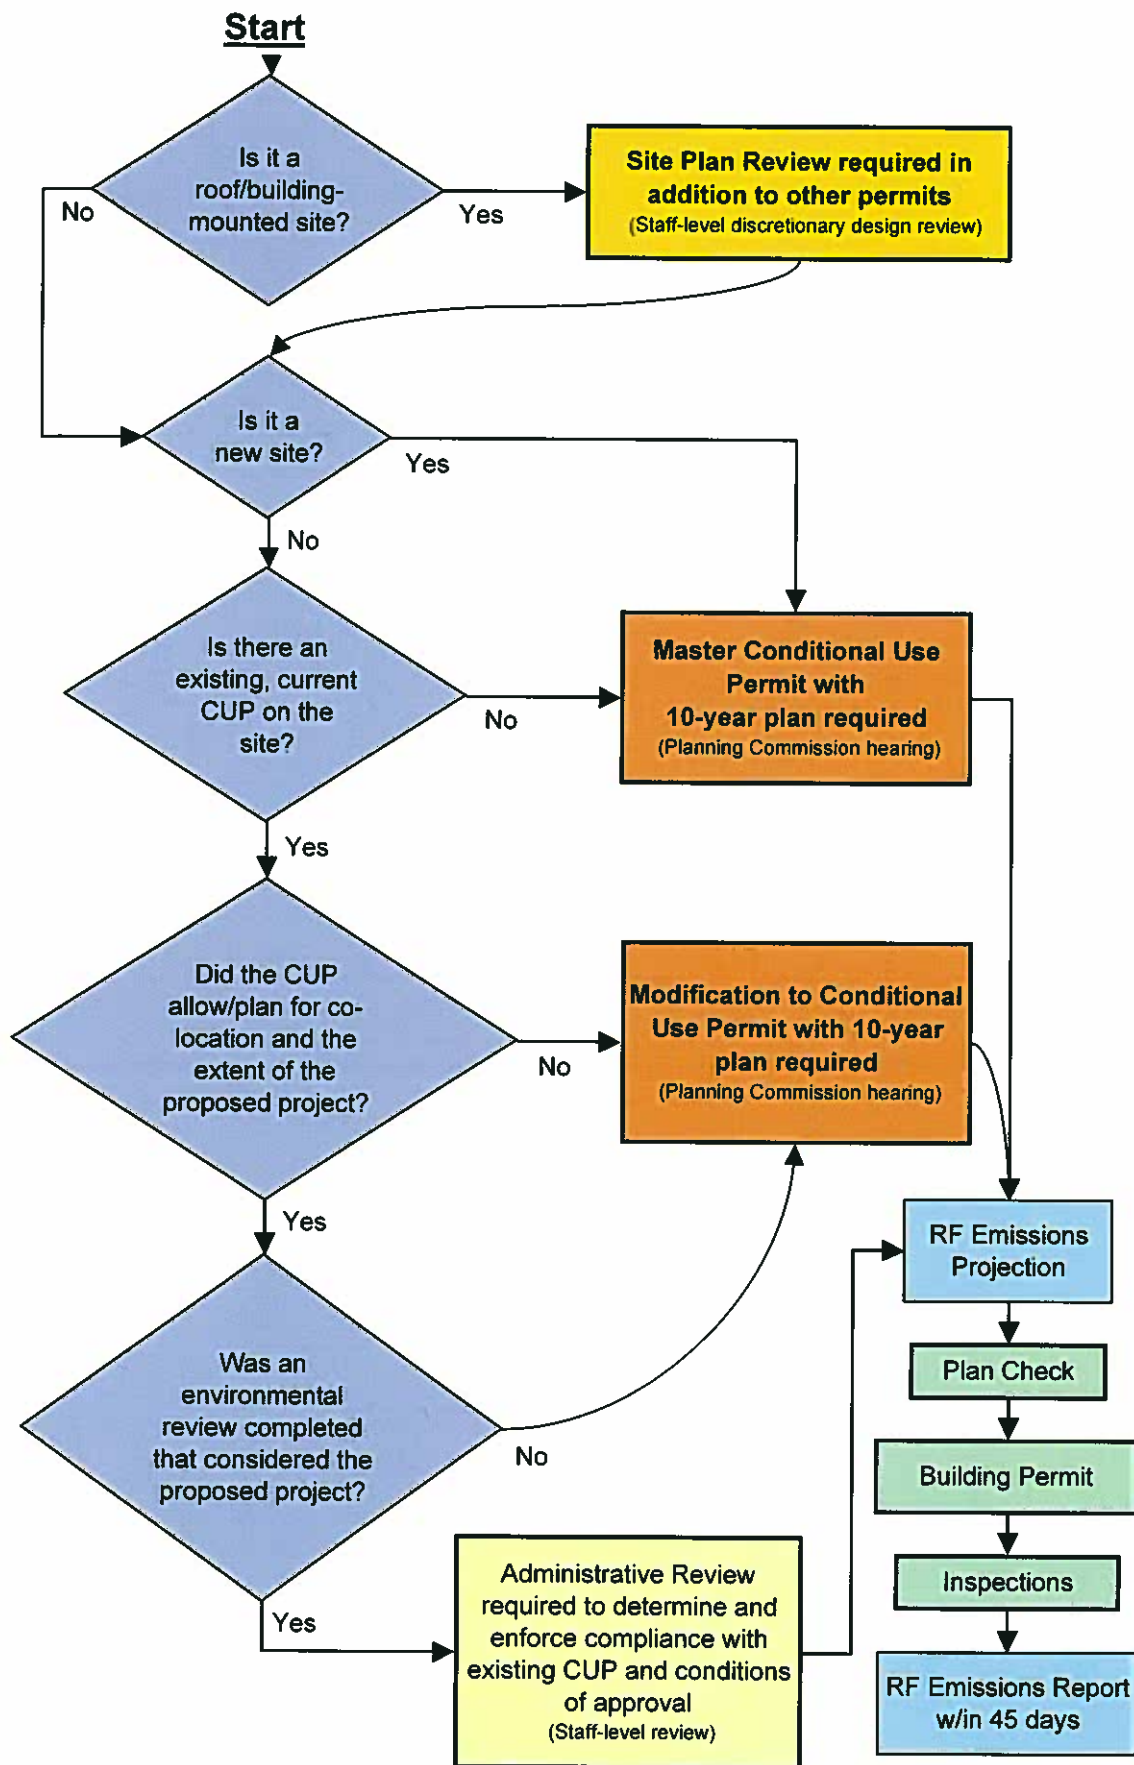 Start
Is it a
roof/building-
mounted site?
No
Yes
Site Plan Review required in
addition to other permits
(Staff-level discretionary design review)
Is it a
new site?
Yes
No
Is there an
existing, current
CUP on the
site?
No
Master Conditional Use
Permit with
10-year plan required
(Planning Commission hearing)
Yes
Did the CUP
allow/plan for co-
location and the
extent of the
proposed project?
No
Modification to Conditional
Use Permit with 10-year
plan required
(Planning Commission hearing)
Yes
Was an
environmental
review completed
that considered the
proposed project?
No
Yes
Administrative Review
required to determine and
enforce compliance with
existing CUP and conditions
of approval
(Staff-level review)
RF Emissions
Projection
Plan Check
Building Permit
Inspections
RF Emissions Report
w/in 45 days